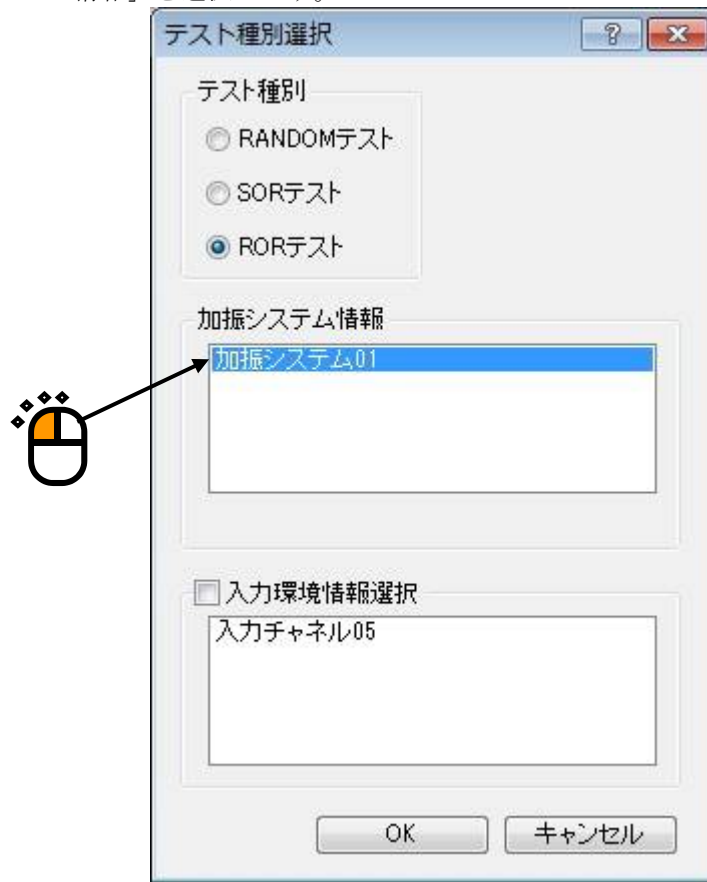 テスト種別選択
テスト種別
RANDOMテスト
SORテスト
RORテスト
加振システム情報
加振システム01
入力環境情報選択
入力チャネル05
OK
キャンセル